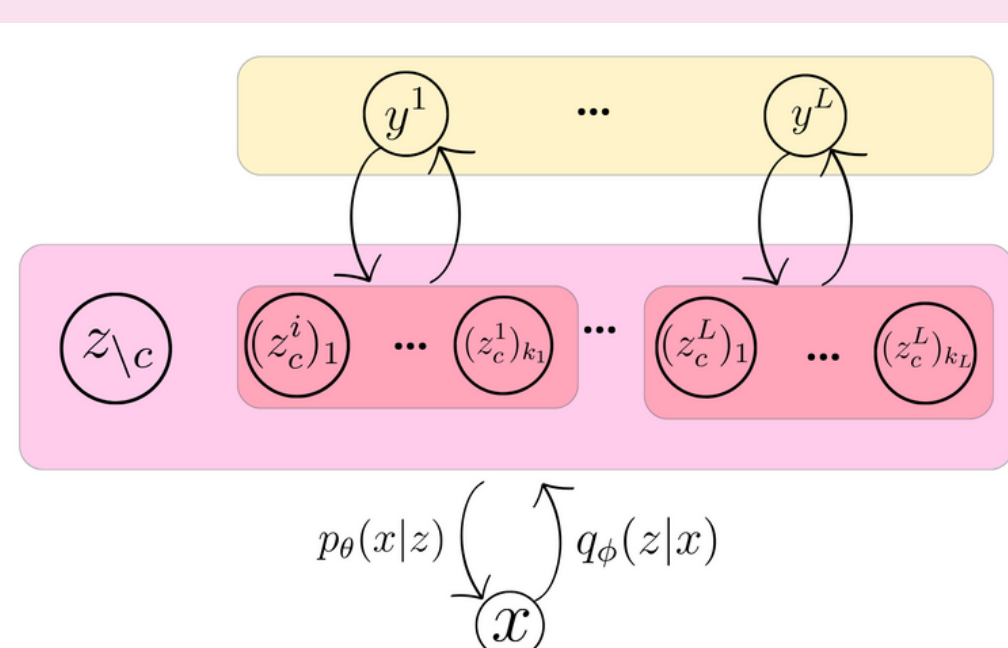 y^1 ... y^L
z_{\c} (z_c^i)_1 ... (z_c^1)_{k_1} ... (z_c^L)_1 ... (z_c^L)_{k_L}
p_θ(x|z) q_ϕ(z|x)
x